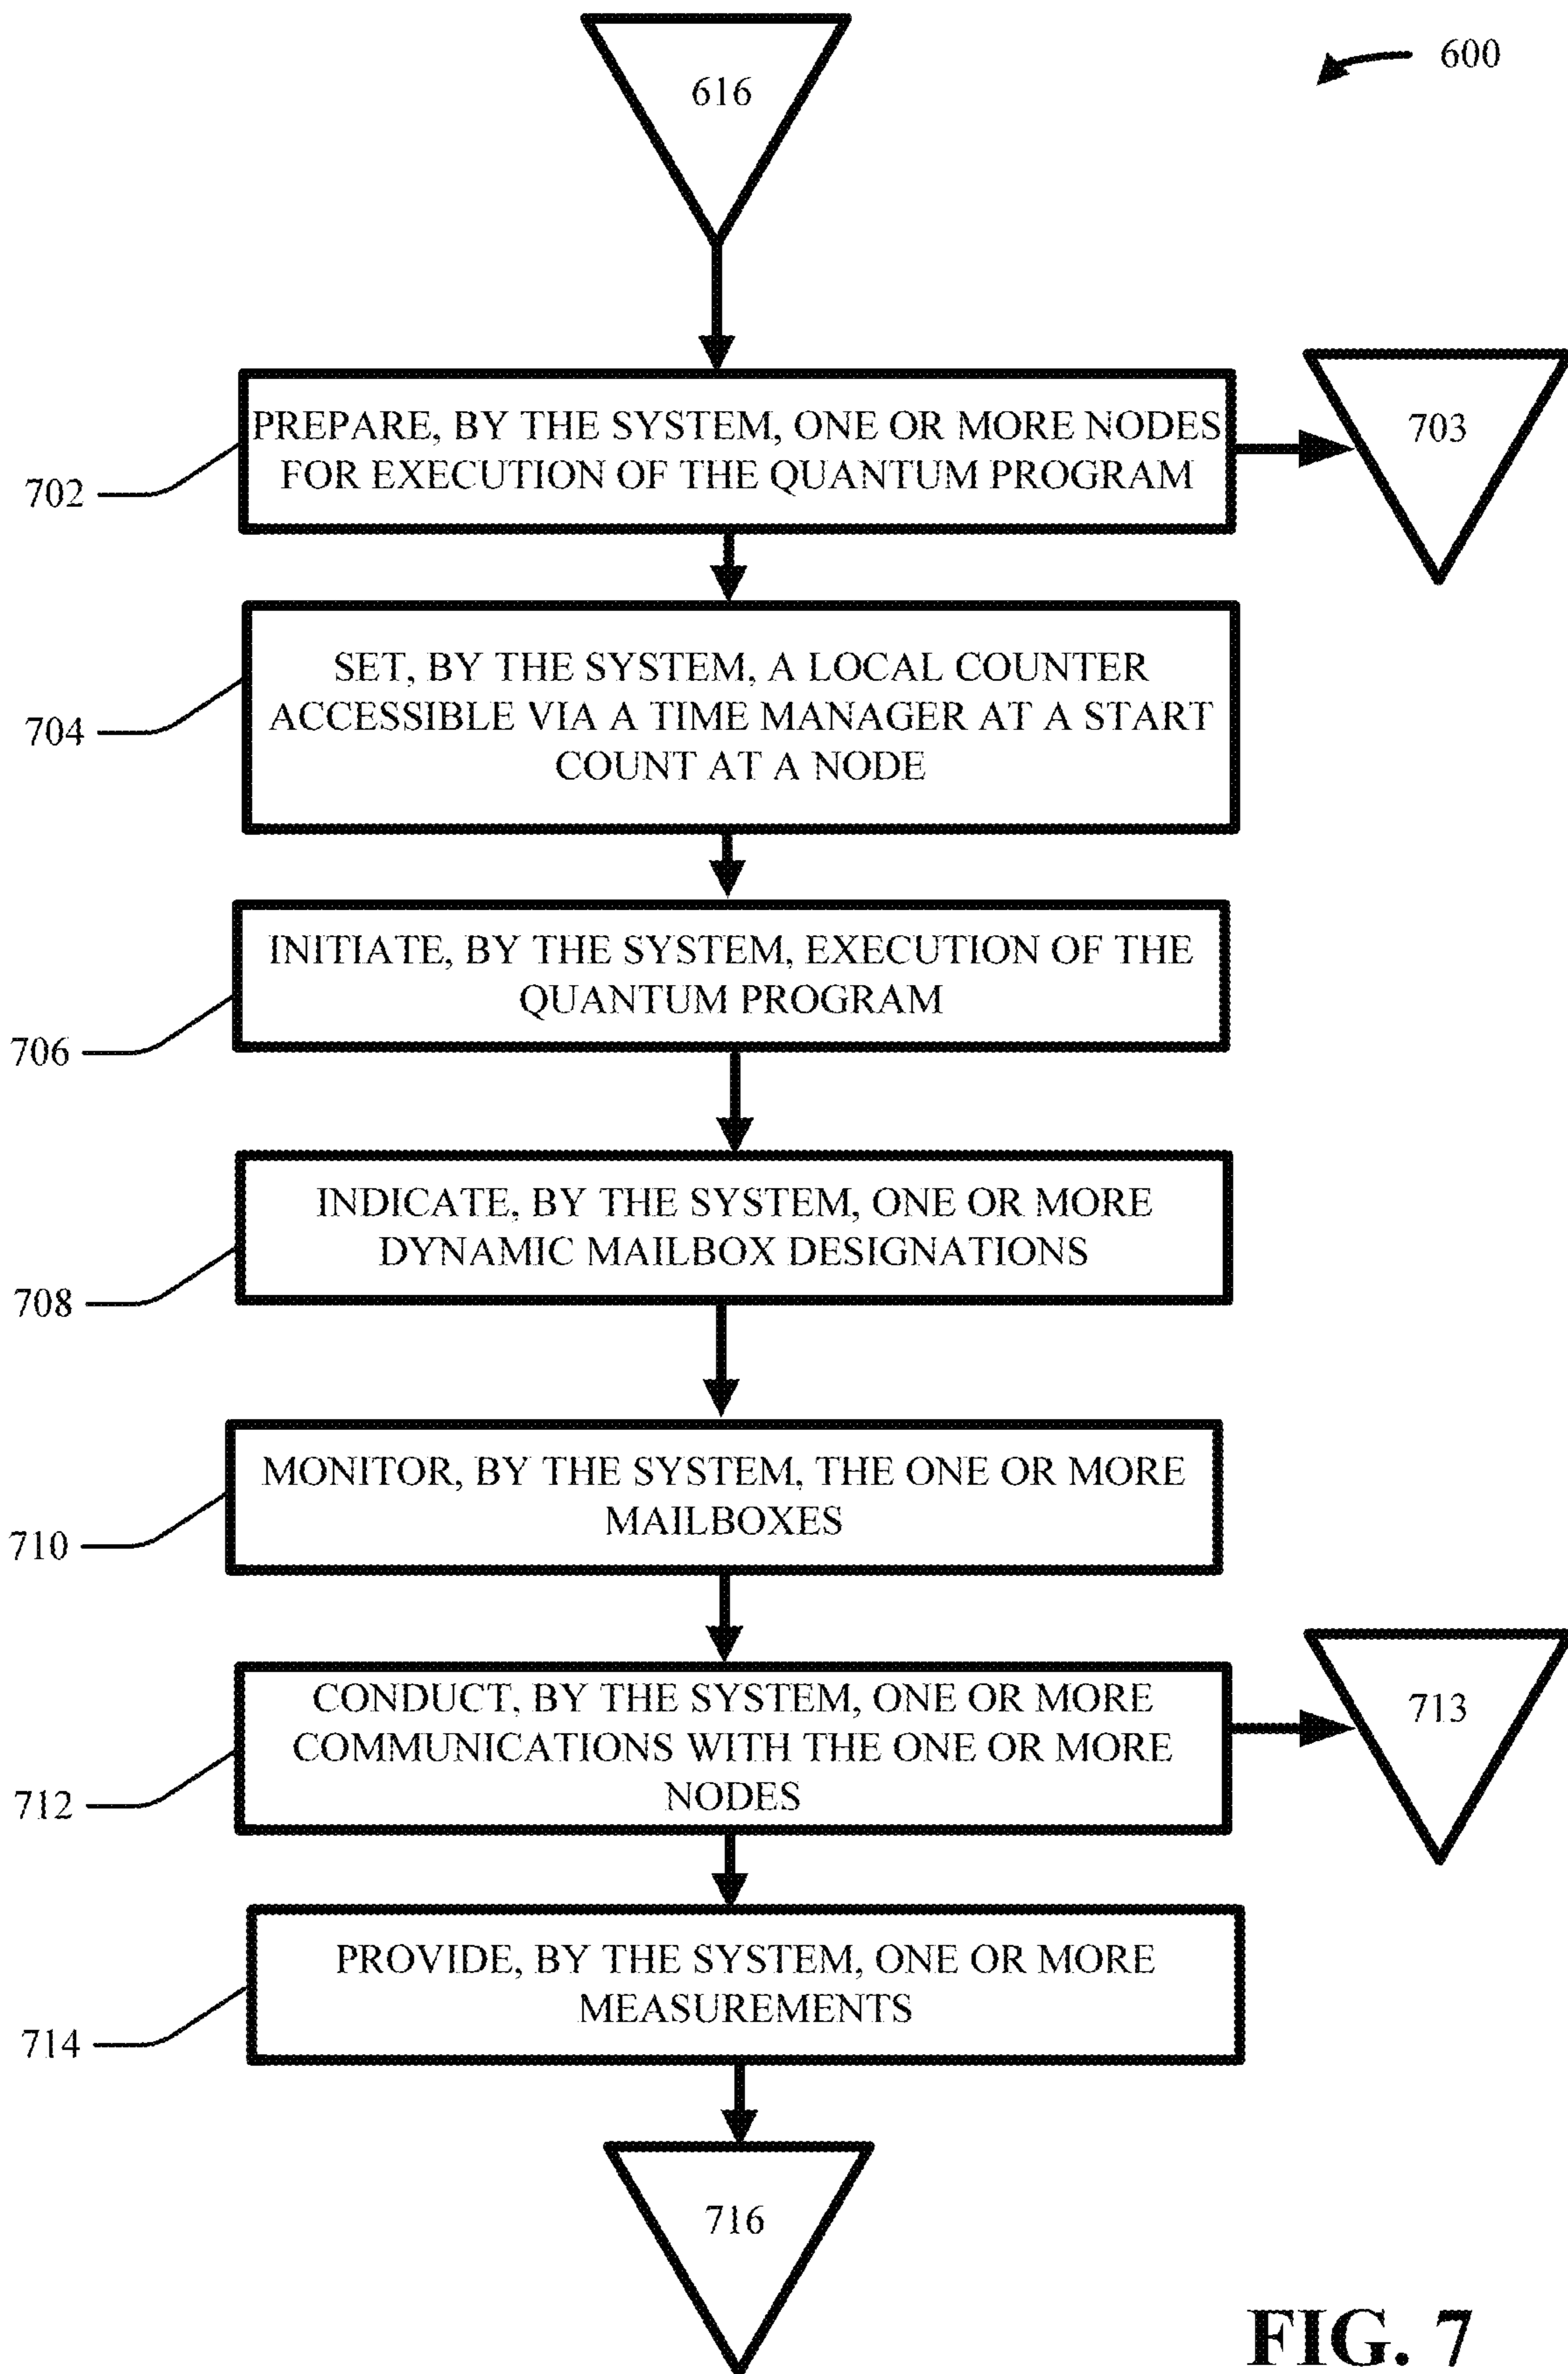 616
600
PREPARE, BY THE SYSTEM, ONE OR MORE NODES
FOR EXECUTION OF THE QUANTUM PROGRAM
702
703
SET, BY THE SYSTEM, A LOCAL COUNTER
ACCESSIBLE VIA A TIME MANAGER AT A START
COUNT AT A NODE
704
INITIATE, BY THE SYSTEM, EXECUTION OF THE
QUANTUM PROGRAM
706
INDICATE, BY THE SYSTEM, ONE OR MORE
DYNAMIC MAILBOX DESIGNATIONS
708
MONITOR, BY THE SYSTEM, THE ONE OR MORE
MAILBOXES
710
CONDUCT, BY THE SYSTEM, ONE OR MORE
COMMUNICATIONS WITH THE ONE OR MORE
NODES
712
713
PROVIDE, BY THE SYSTEM, ONE OR MORE
MEASUREMENTS
714
716
FIG. 7